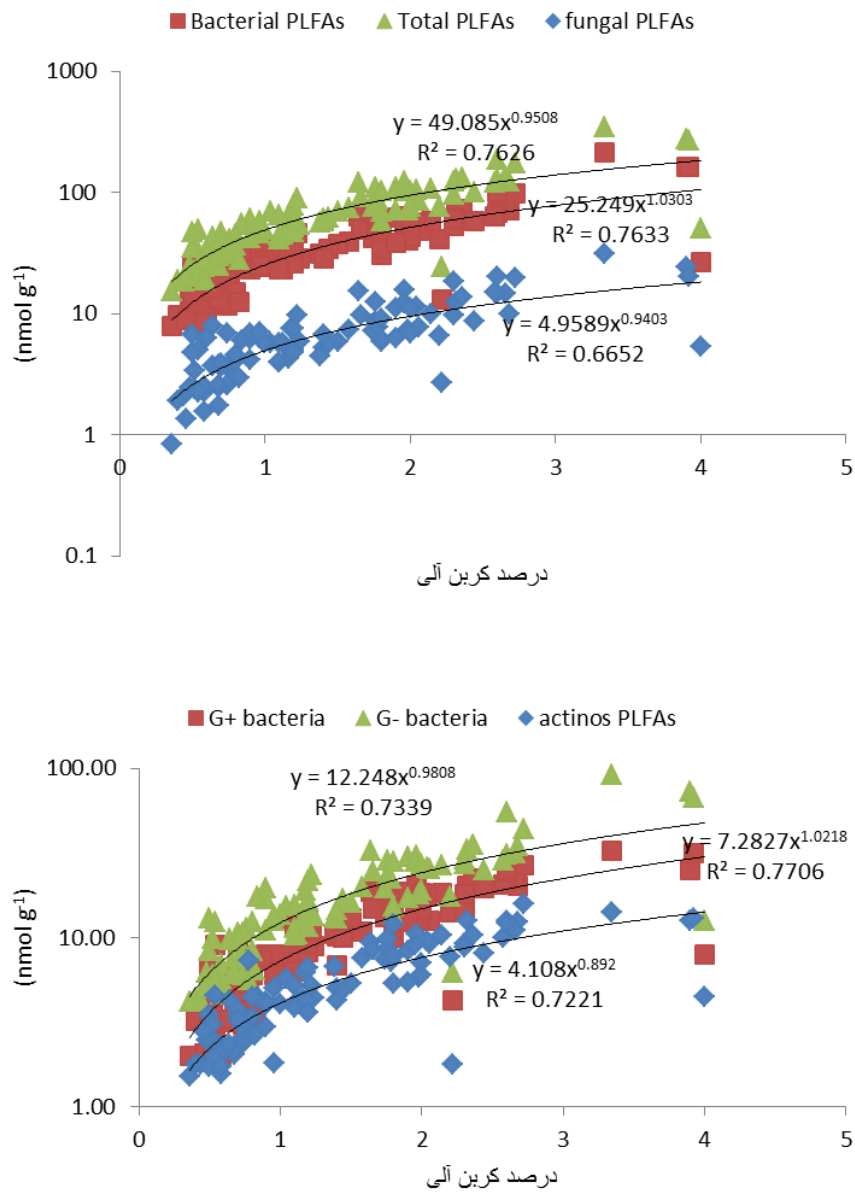 Bacterial PLFAs Total PLFAs fungal PLFAs
1000
y = 49.085x^0.9508
R² = 0.7626
100
y = 25.249x^1.0303
R² = 0.7633
(nmol g⁻¹)
10
y = 4.9589x^0.9403
R² = 0.6652
1
0 1 2 3 4 5
0.1
درصد کربن آلی
G+ bacteria G- bacteria actinos PLFAs
100.00
y = 12.248x^0.9808
R² = 0.7339
y = 7.2827x^1.0218
R² = 0.7706
(nmol g⁻¹)
10.00
y = 4.108x^0.892
R² = 0.7221
1.00
0 1 2 3 4 5
درصد کربن آلی